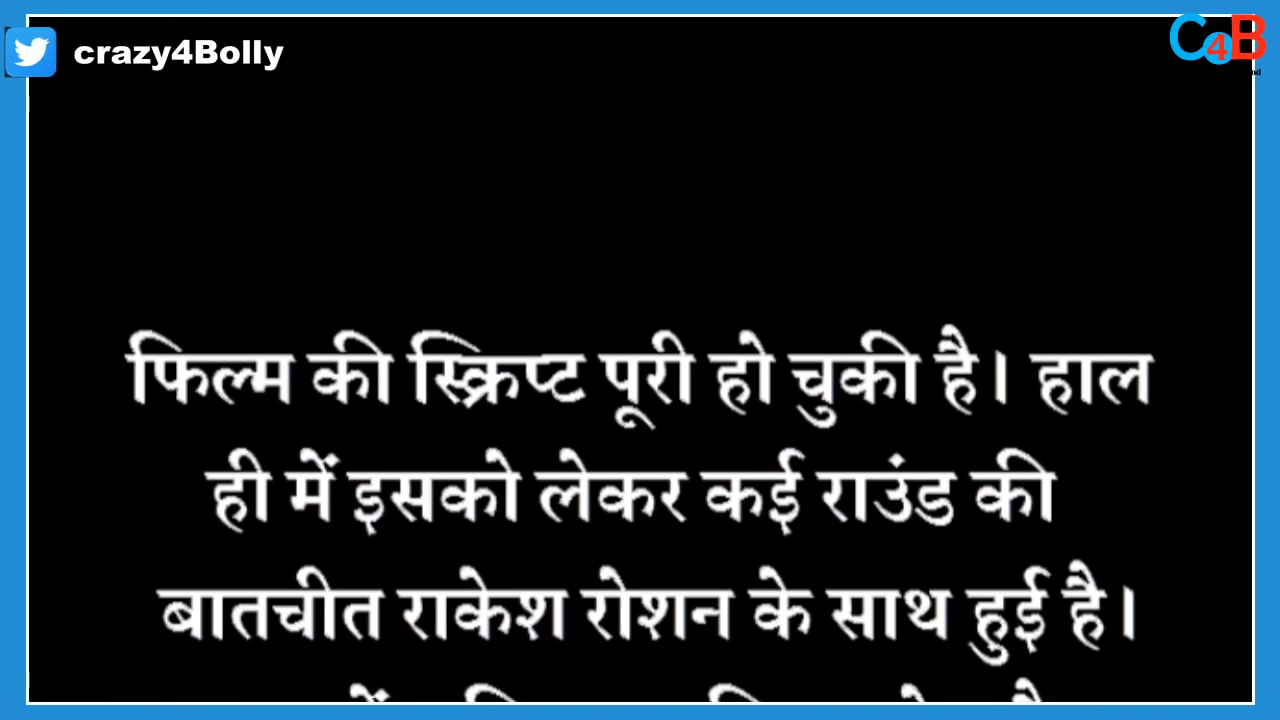 crazy4Bolly
C4B
फिल्म की स्क्रिप्ट पूरी हो चुकी है। हाल
ही में इसको लेकर कई राउंड की
बातचीत राकेश रोशन के साथ हुई है।